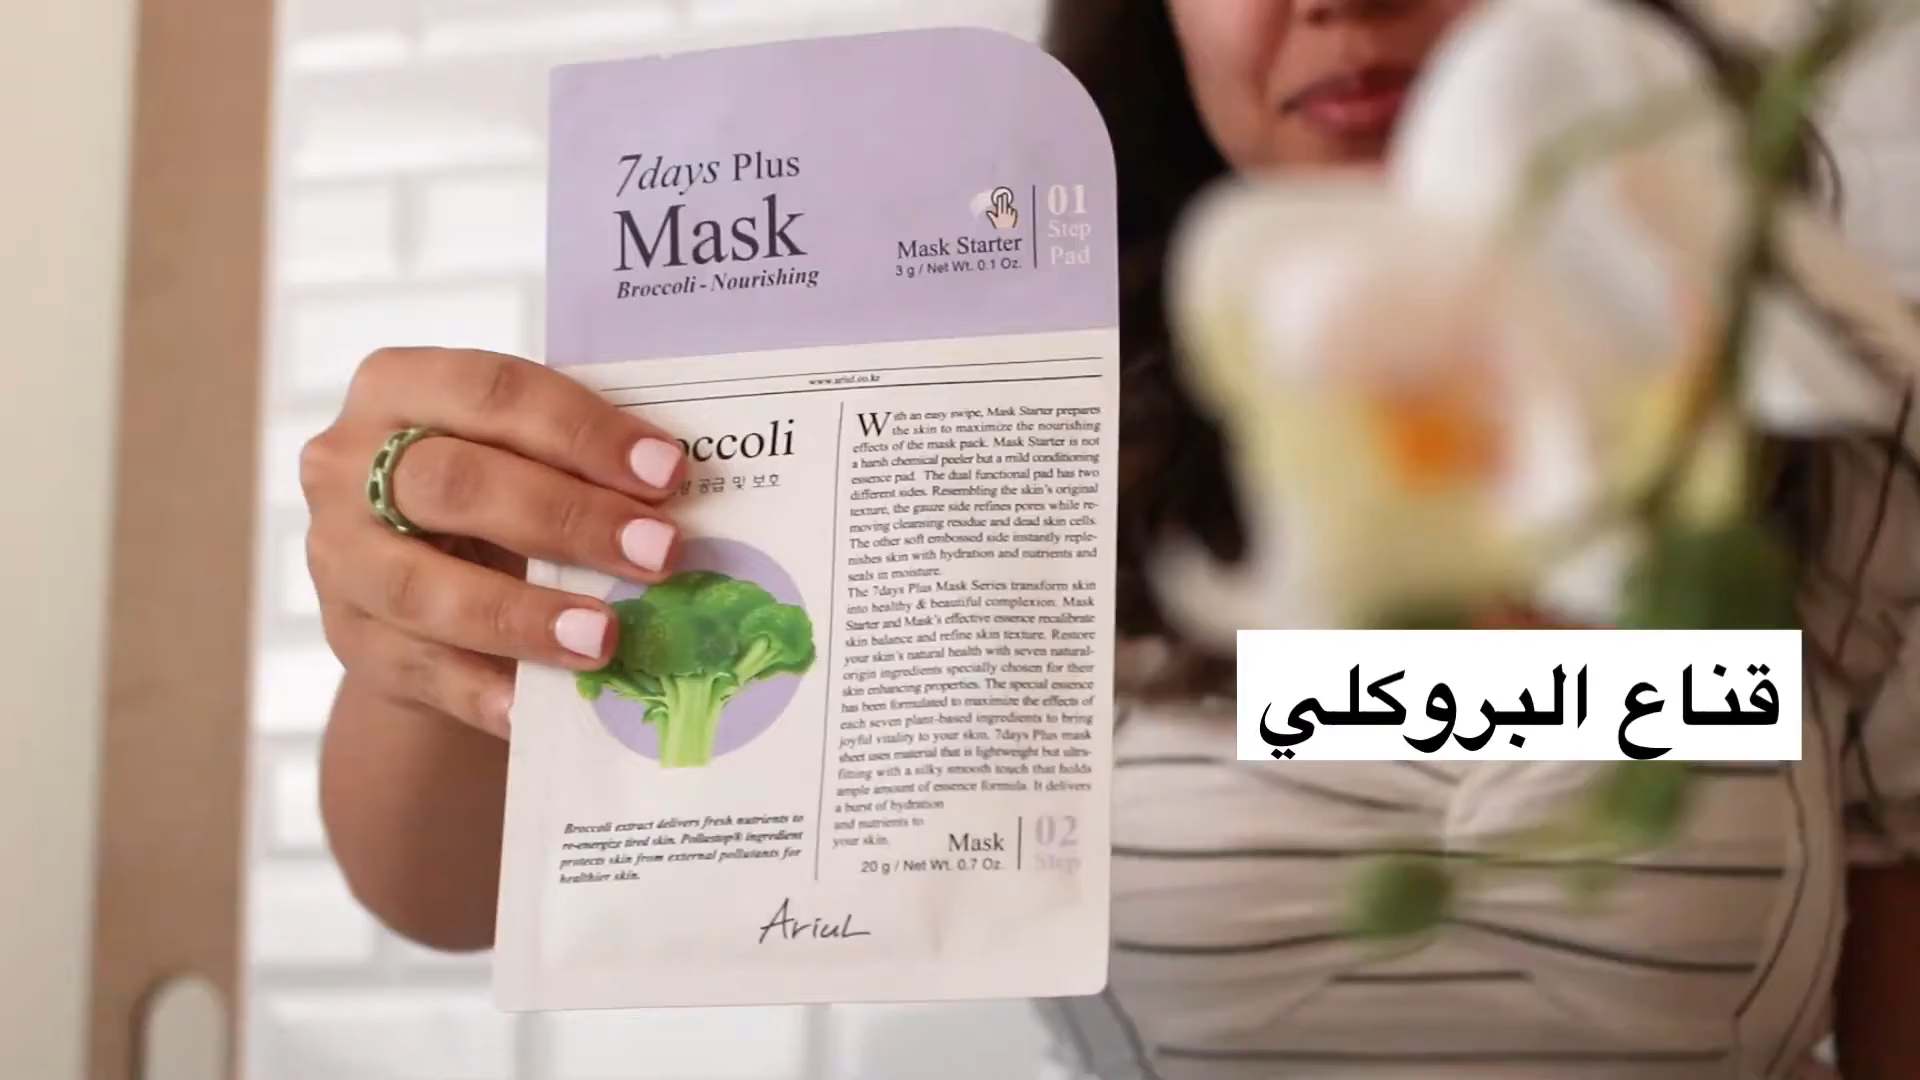 7days Plus
Mask
Broccoli - Nourishing
Mask Starter
3 g / Net Wt. 0.1 Oz.
01
Step
Pad
www.ariul.co.kr
occoli
공급 및 보호
With an easy swipe, Mask Starter prepares
the skin to maximize the nourishing
effects of the mask pack. Mask Starter is not
a harsh chemical peeler but a mild conditioning
essence pad. The dual functional pad has two
different sides. Resembling the skin's original
texture, the gauze side refines pores while re-
moving cleansing residue and dead skin cells.
The other soft embossed side instantly reple-
nishes skin with hydration and nutrients and
seals in moisture.
The 7days Plus Mask Series transform skin
into healthy & beautiful complexion. Mask
Starter and Mask's effective essence recalibrate
skin balance and refine skin texture. Restore
your skin's natural health with seven natural-
origin ingredients specially chosen for their
skin enhancing properties. The special essence
has been formulated to maximize the effects of
each seven plant-based ingredients to bring
joyful vitality to your skin. 7days Plus mask
sheet uses material that is lightweight but ultra-
fitting with a silky smooth touch that holds
ample amount of essence formula. It delivers
a burst of hydration
and nutrients to
your skin.
Broccoli extract delivers fresh nutrients to
re-energize tired skin. Pollustop® ingredient
protects skin from external pollutants for
healthier skin.
Mask
20 g / Net Wt. 0.7 Oz.
02
Step
Ariul
قناع البروكلي